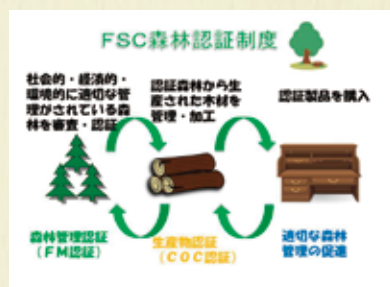 FSC森林認証制度
社会的・経済的・
環境的に適切な管
理がされている森
林を審査・認証
認証森林から生
産された木材を
管理・加工
認証製品を購入
森林管理認証
（FM認証）
生産物認証
（COC認証）
適切な森林
管理の促進